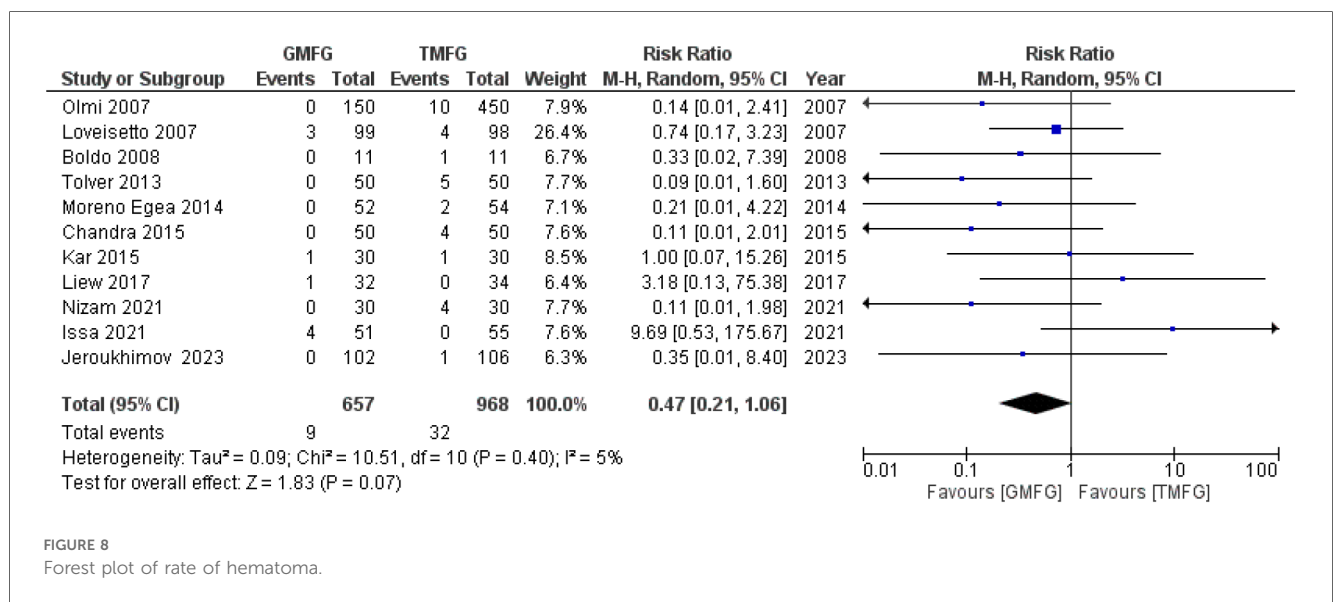 GMFG TMFG Risk Ratio Risk Ratio
Study or Subgroup Events Total Events Total Weight M-H, Random, 95% CI Year M-H, Random, 95% CI
Olmi 2007 0 150 10 450 7.9% 0.14 [0.01, 2.41] 2007
Loveisetto 2007 3 99 4 98 26.4% 0.74 [0.17, 3.23] 2007
Boldo 2008 0 11 1 11 6.7% 0.33 [0.02, 7.39] 2008
Tolver 2013 0 50 5 50 7.7% 0.09 [0.01, 1.60] 2013
Moreno Egea 2014 0 52 2 54 7.1% 0.21 [0.01, 4.22] 2014
Chandra 2015 0 50 4 50 7.6% 0.11 [0.01, 2.01] 2015
Kar 2015 1 30 1 30 8.5% 1.00 [0.07, 15.26] 2015
Liew 2017 1 32 0 34 6.4% 3.18 [0.13, 75.38] 2017
Nizam 2021 0 30 4 30 7.7% 0.11 [0.01, 1.98] 2021
Issa 2021 4 51 0 55 7.6% 9.69 [0.53, 175.67] 2021
Jeroukhimov 2023 0 102 1 106 6.3% 0.35 [0.01, 8.40] 2023
Total (95% CI) 657 968 100.0% 0.47 [0.21, 1.06]
Total events 9 32
Heterogeneity: Tau² = 0.09; Chi² = 10.51, df = 10 (P = 0.40); I² = 5%
Test for overall effect: Z = 1.83 (P = 0.07)
0.01 0.1 1 10 100
Favours [GMFG] Favours [TMFG]
FIGURE 8
Forest plot of rate of hematoma.